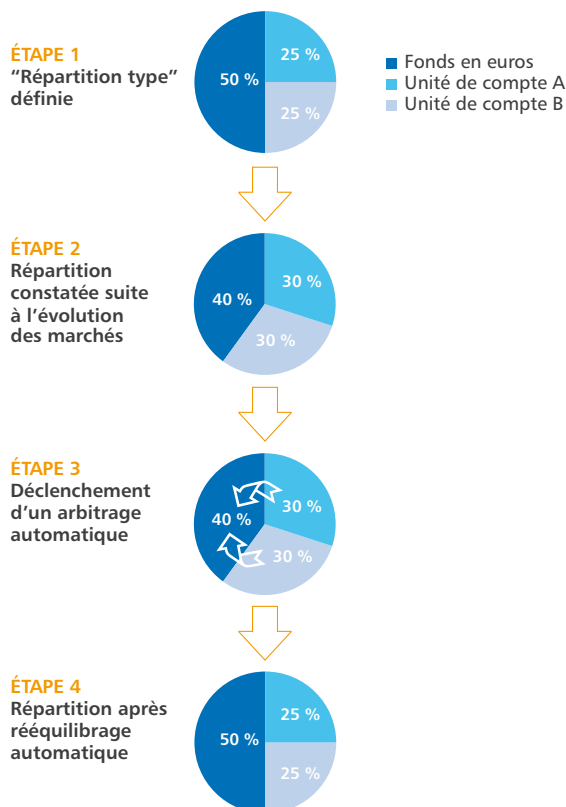 ÉTAPE 1
“Répartition type”
définie
50 %
25 %
25 %
Fonds en euros
Unité de compte A
Unité de compte B
ÉTAPE 2
Répartition
constatée suite
à l’évolution
des marchés
40 %
30 %
30 %
ÉTAPE 3
Déclenchement
d’un arbitrage
automatique
40 %
30 %
30 %
ÉTAPE 4
Répartition après
rééquilibrage
automatique
50 %
25 %
25 %